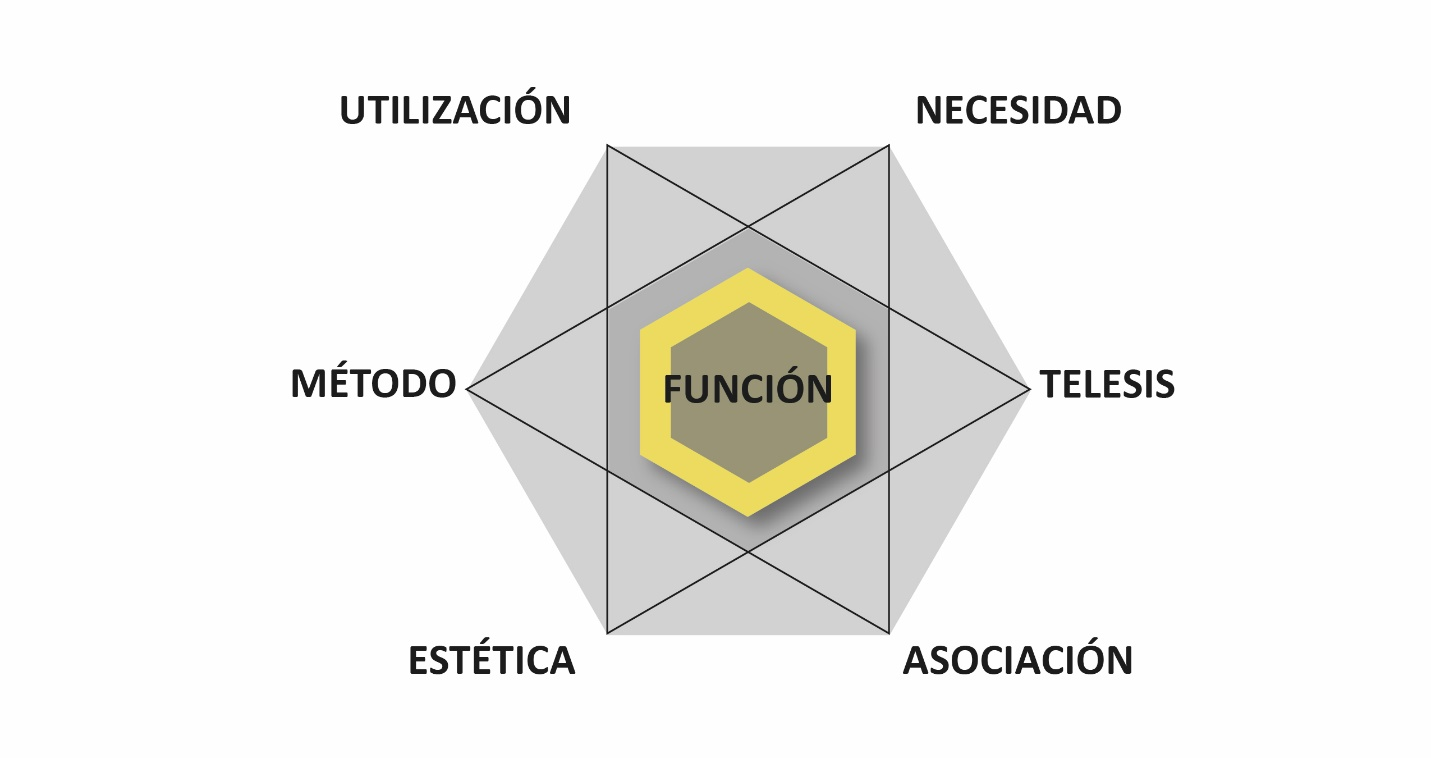 UTILIZACIÓN
NECESIDAD
MÉTODO
FUNCIÓN
TELESIS
ESTÉTICA
ASOCIACIÓN